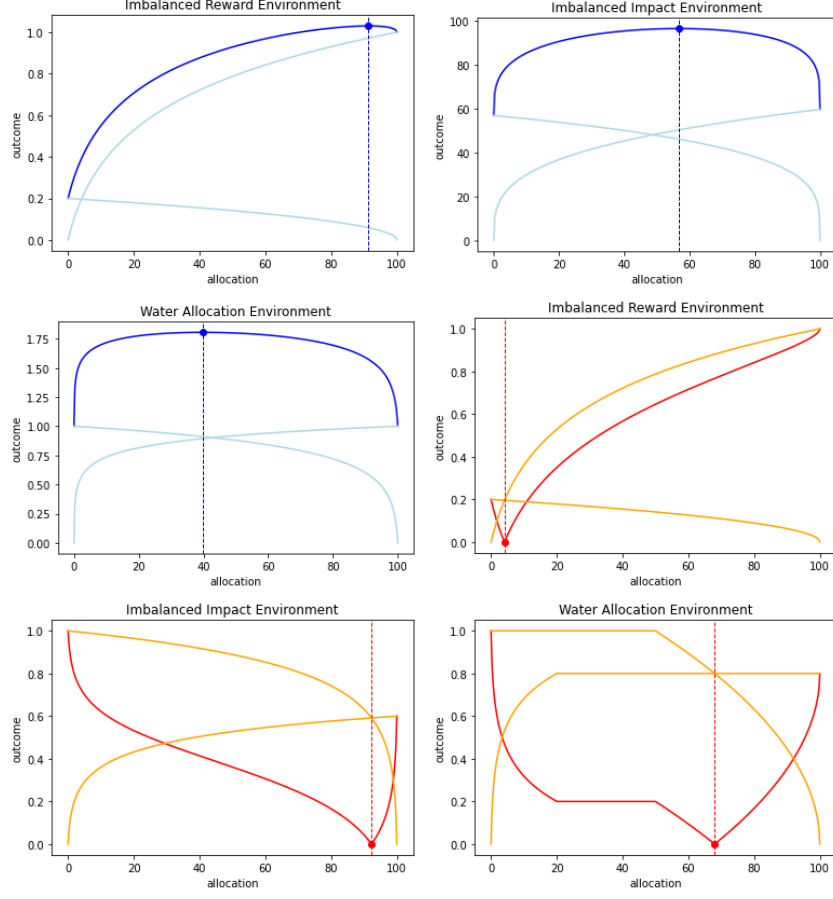 Imbalanced Reward Environment
1.0
0.8
0.6
0.4
0.2
0.0
outcome
0 20 40 60 80 100
allocation
Imbalanced Impact Environment
100
80
60
40
20
0
outcome
0 20 40 60 80 100
allocation
Water Allocation Environment
1.75
1.50
1.25
1.00
0.75
0.50
0.25
0.00
outcome
0 20 40 60 80 100
allocation
Imbalanced Reward Environment
1.0
0.8
0.6
0.4
0.2
0.0
outcome
0 20 40 60 80 100
allocation
Imbalanced Impact Environment
1.0
0.8
0.6
0.4
0.2
0.0
outcome
0 20 40 60 80 100
allocation
Water Allocation Environment
1.0
0.8
0.6
0.4
0.2
0.0
outcome
0 20 40 60 80 100
allocation